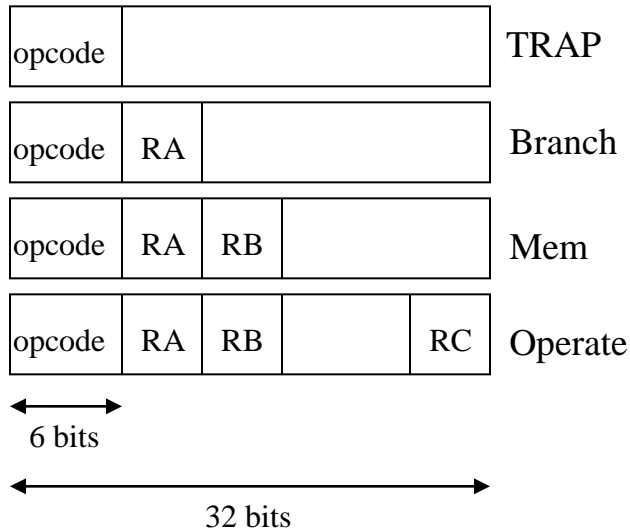 opcode TRAP
opcode RA Branch
opcode RA RB Mem
opcode RA RB RC Operate
6 bits
32 bits